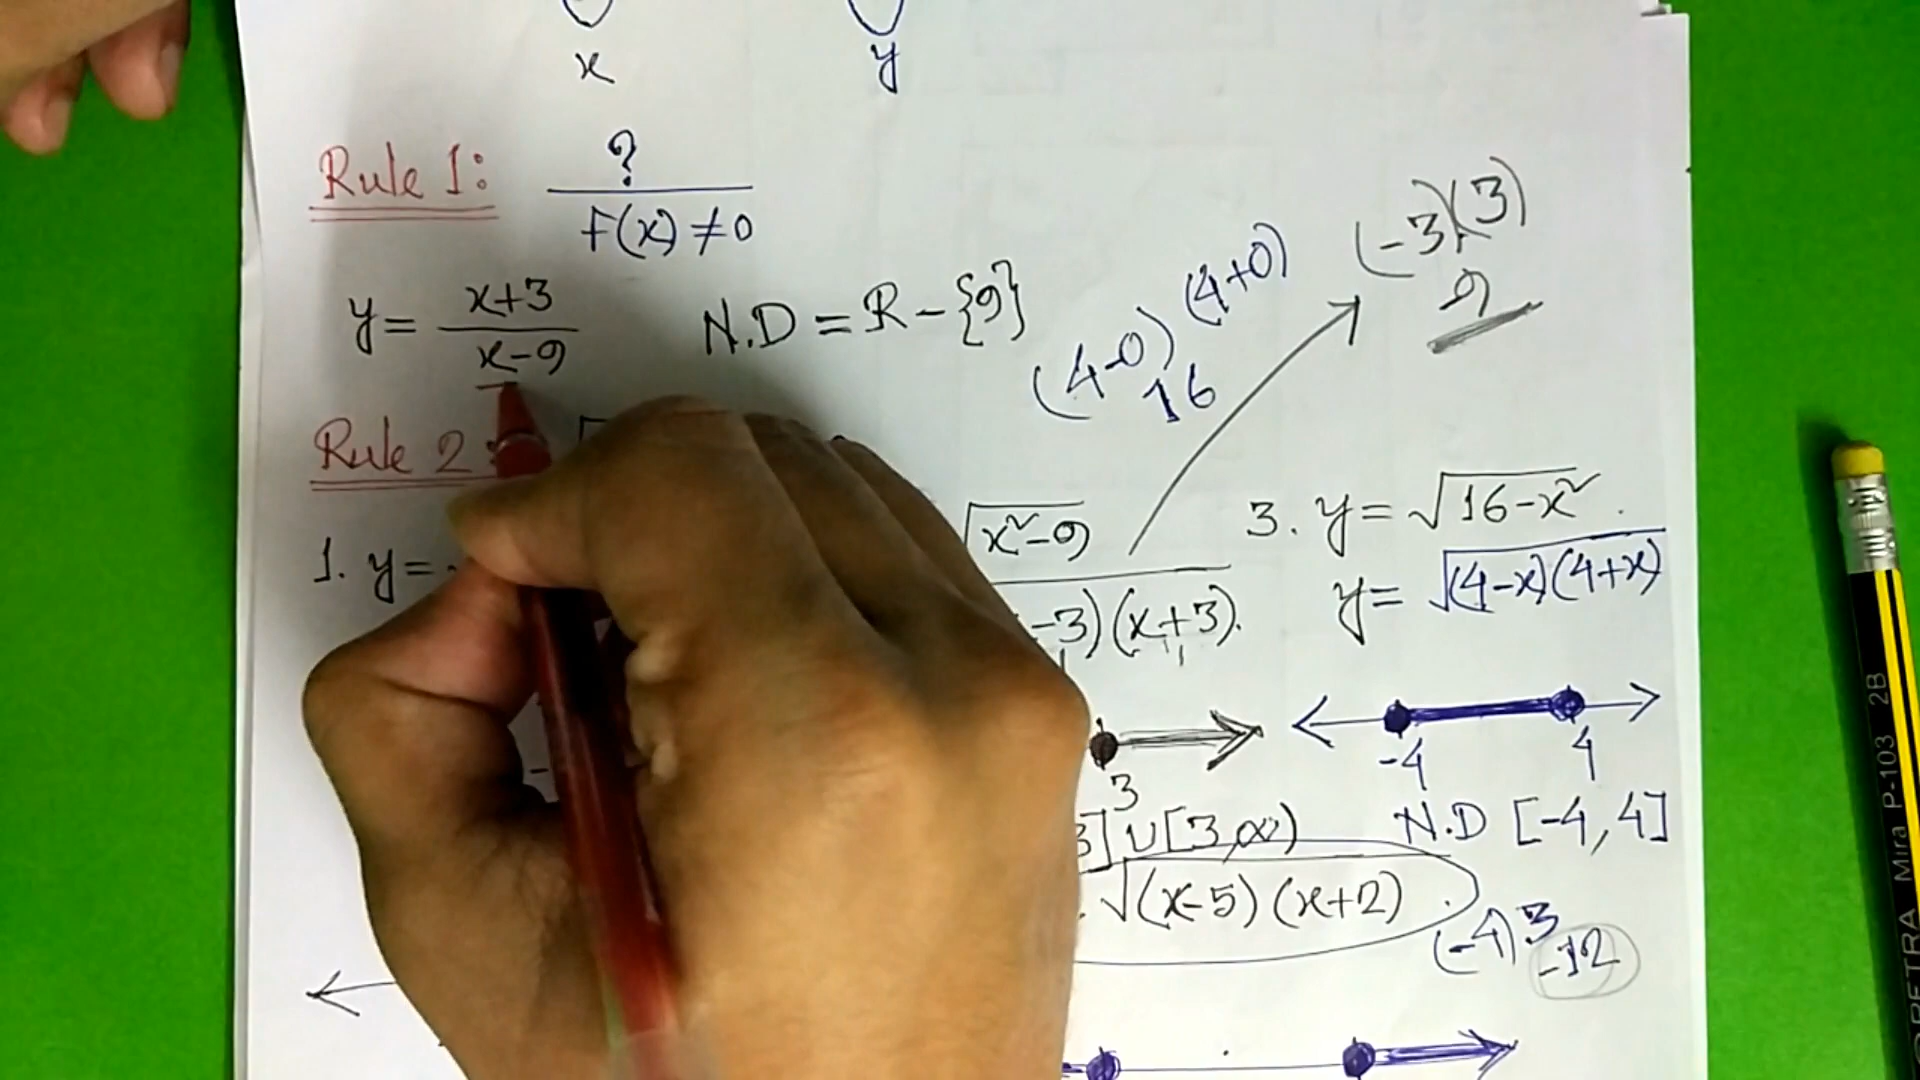 x y
Rule 1: ?
F(x) ≠ 0
y = x+3 / x-9 N.D = R - {9}
(4-0) (4+0)
16
(-3)(3)
9
Rule 2 :
1. y =
√x²-9
-3)(x+3).
3. y = √16-x²
y = √(4-x)(4+x)
3
-4 4
3] ∪ [3,∞)
N.D [-4, 4]
√(x-5)(x+2)
(-4) 3
-12
Mira P-103 2B